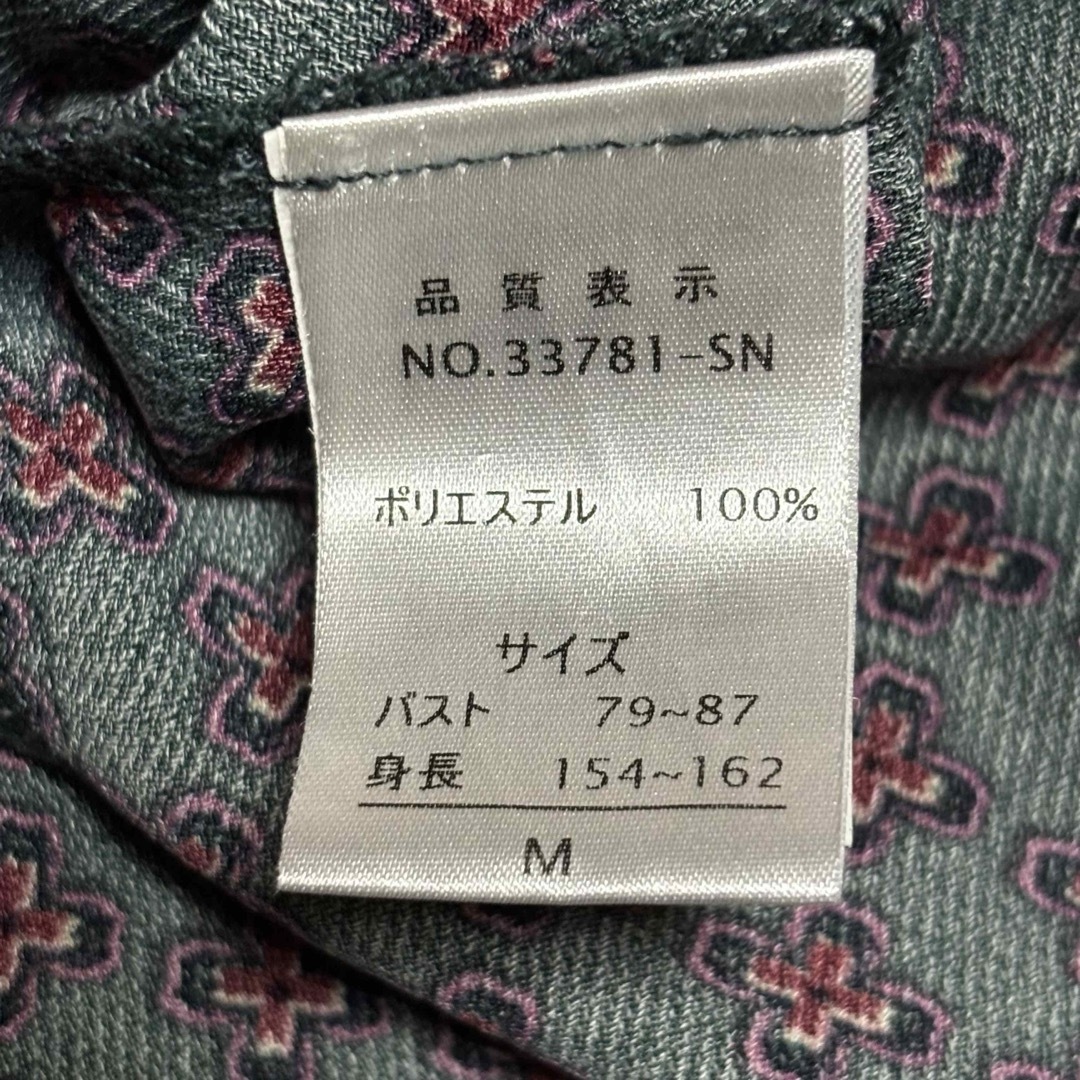 品質表示
NO.33781-SN
ポリエステル 100%
サイズ
バスト 79~87
身長 154~162
M